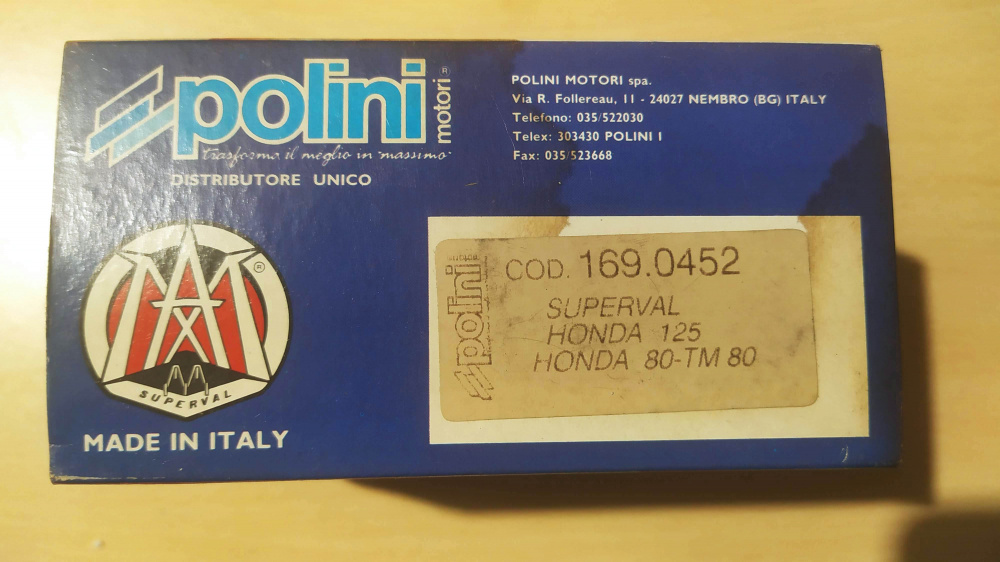 polini
motori ®
trasforma il meglio in "massimo"
DISTRIBUTORE UNICO
POLINI MOTORI spa.
Via R. Follereau, 11 - 24027 NEMBRO (BG) ITALY
Telefono: 035/522030
Telex: 303430 POLINI I
Fax: 035/523668
MAX ®
SUPERVAL
MADE IN ITALY
polini
COD. 169.0452
SUPERVAL
HONDA 125
HONDA 80-TM 80